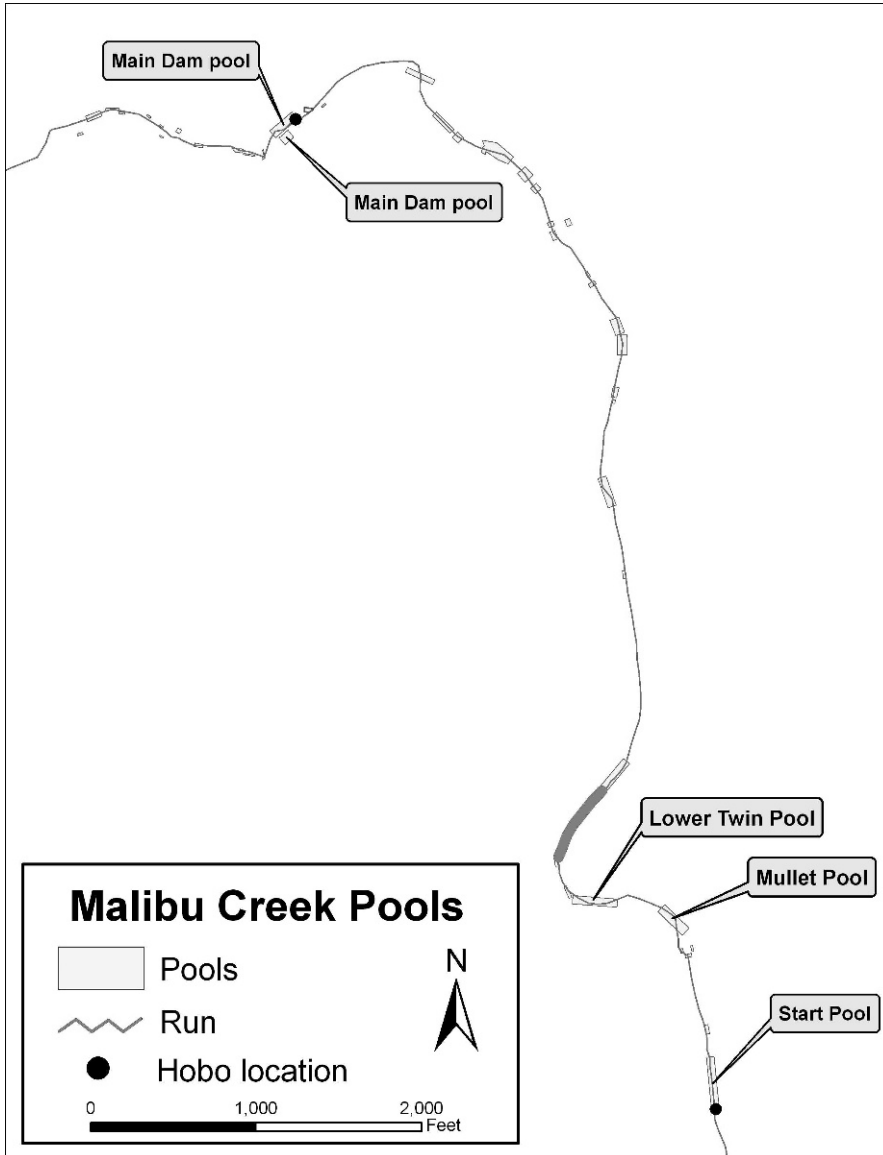 Main Dam pool
Main Dam pool
Lower Twin Pool
Mullet Pool
Start Pool
Malibu Creek Pools
Pools
Run
Hobo location
N
0 1,000 2,000
Feet